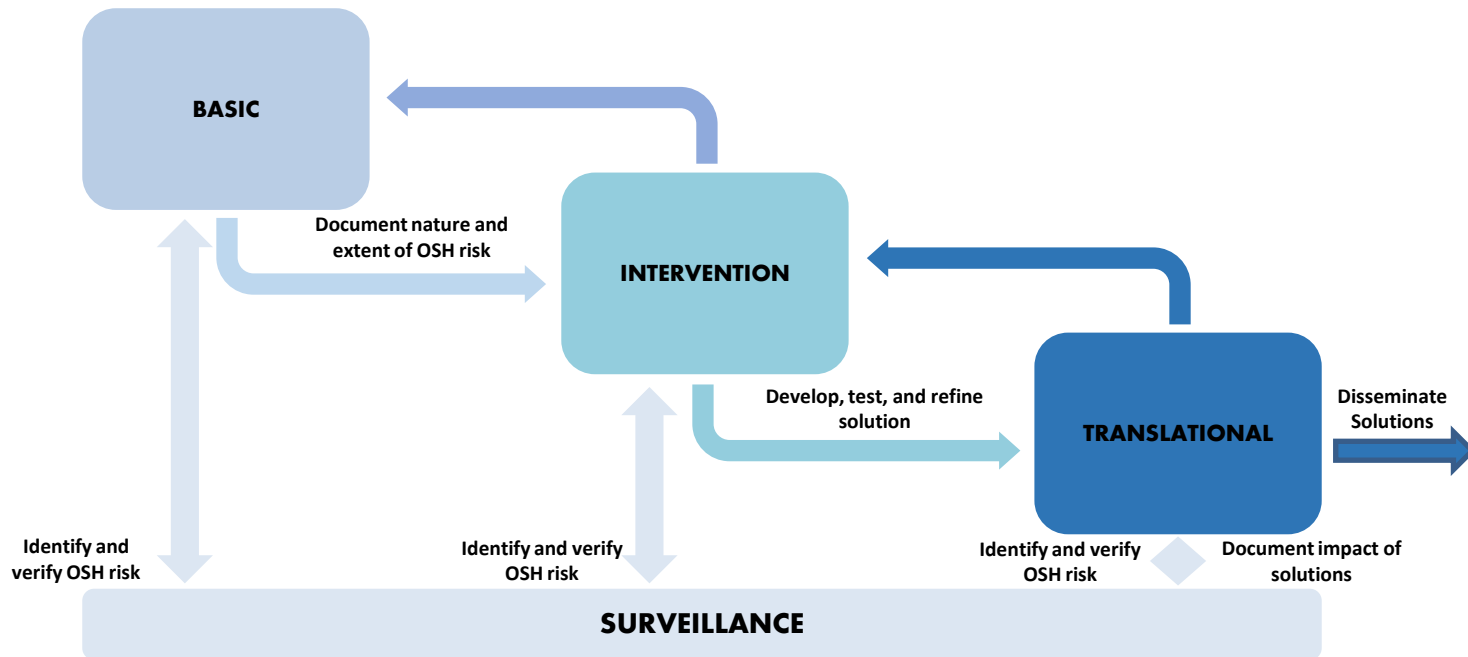 BASIC
Document nature and
extent of OSH risk
INTERVENTION
Develop, test, and refine
solution
TRANSLATIONAL
Disseminate
Solutions
Identify and
verify OSH risk
Identify and verify
OSH risk
Identify and verify
OSH risk
Document impact of
solutions
SURVEILLANCE